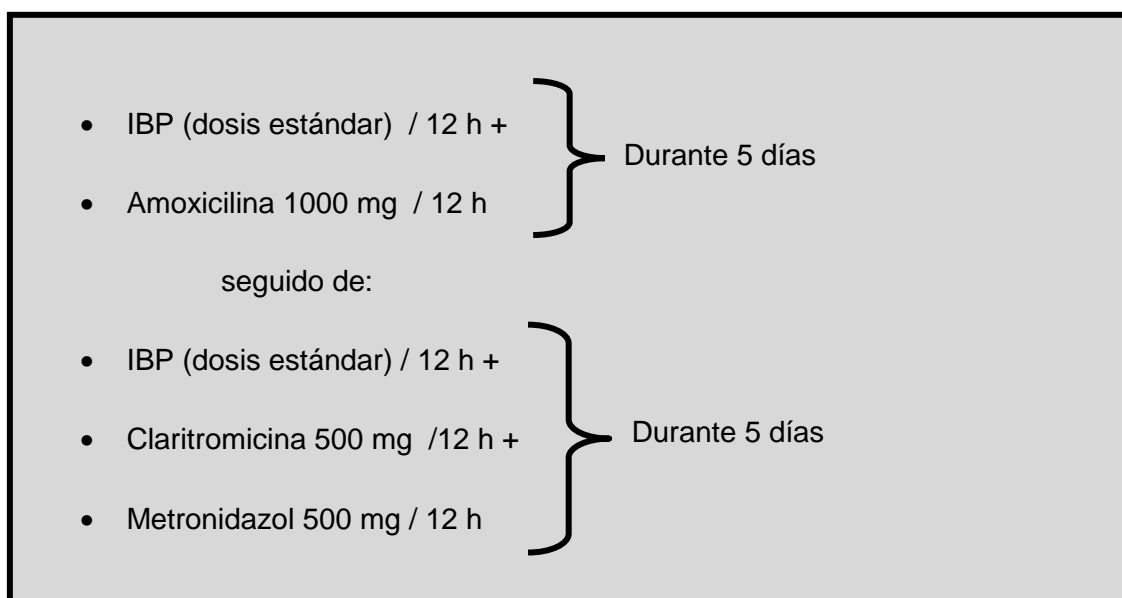 • IBP (dosis estándar)  / 12 h +
Durante 5 días
• Amoxicilina 1000 mg  / 12 h
seguido de:
• IBP (dosis estándar) / 12 h +
• Claritromicina 500 mg  /12 h +
Durante 5 días
• Metronidazol 500 mg / 12 h